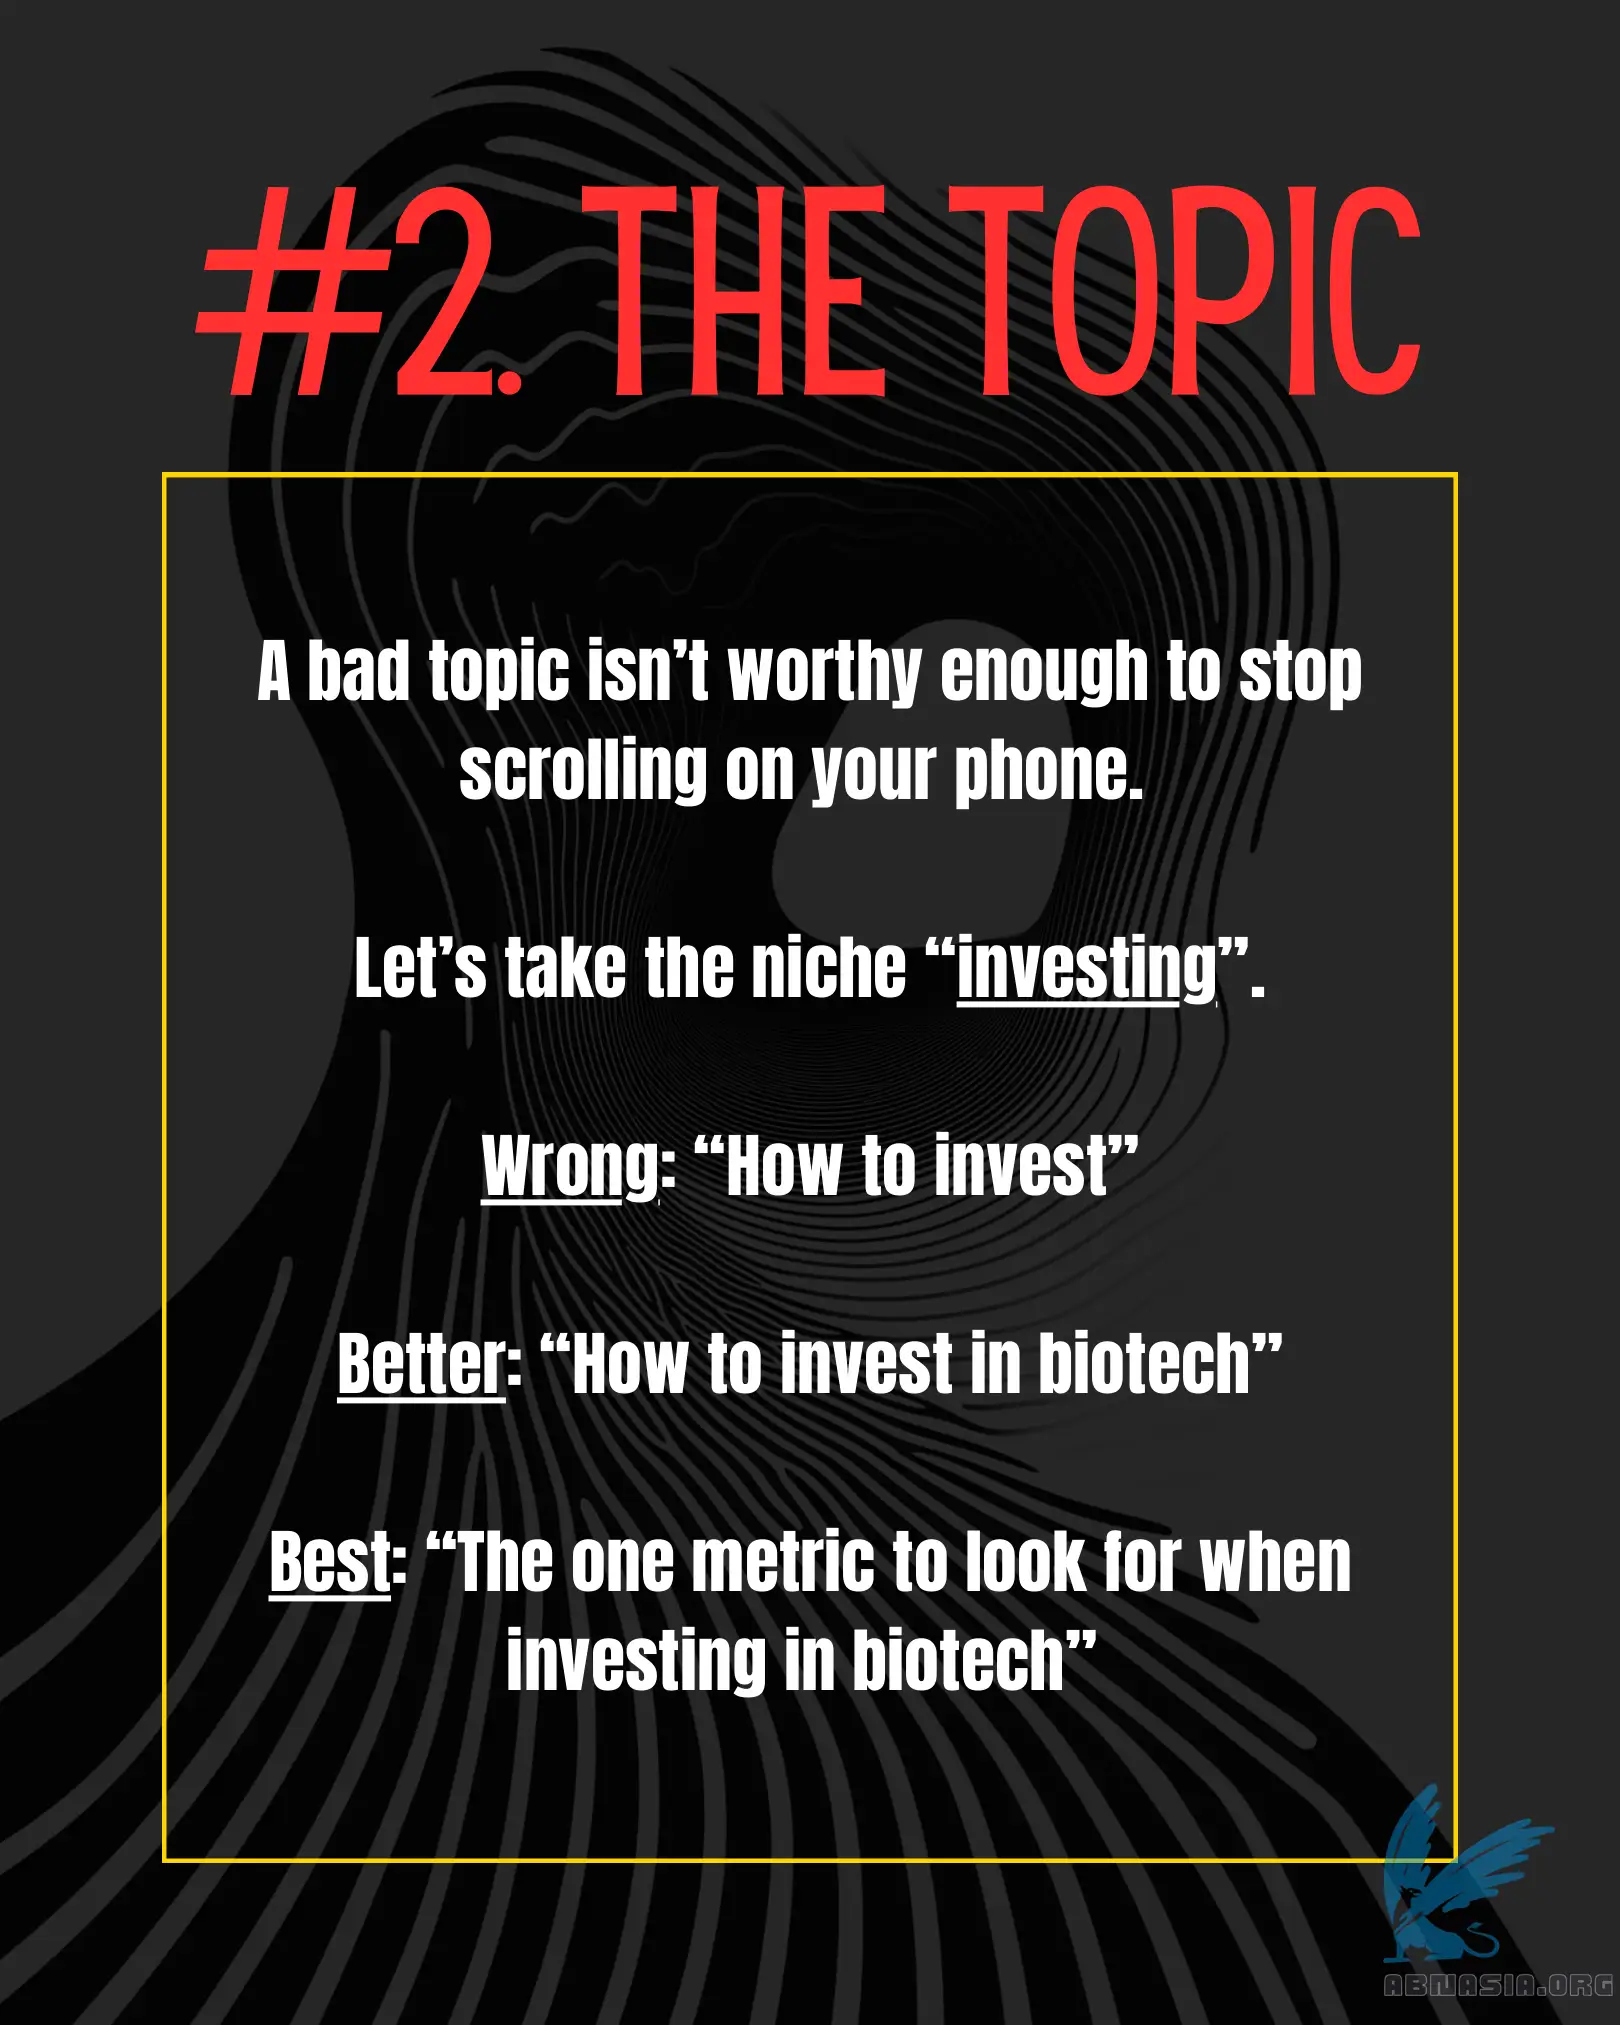 #2. THE TOPIC
A bad topic isn’t worthy enough to stop
scrolling on your phone.
Let’s take the niche “investing”.
Wrong: “How to invest”
Better: “How to invest in biotech”
Best: “The one metric to look for when
investing in biotech”
ABNASIA.ORG